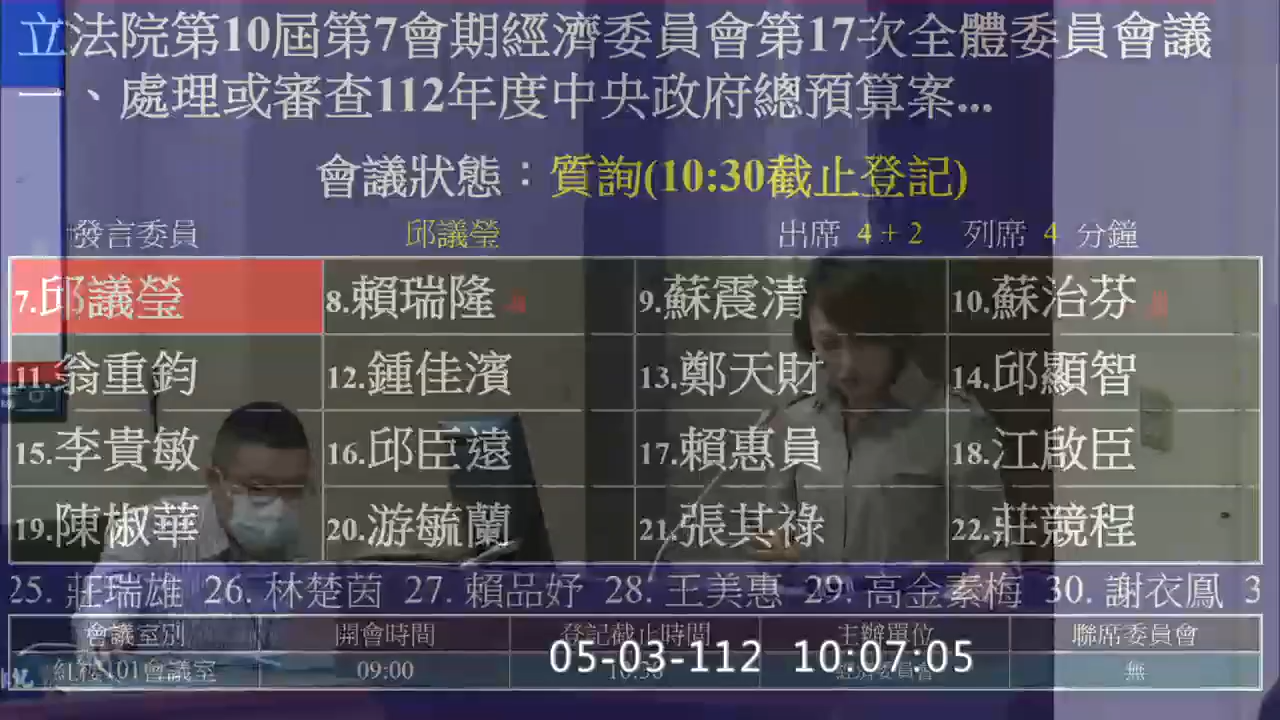 立法院第10屆第7會期經濟委員會第17次全體委員會議
一、處理或審查112年度中央政府總預算案...
會議狀態：質詢(10:30截止登記)
發言委員 邱議瑩 出席 4+2 列席 4 分鐘
7.邱議瑩 8.賴瑞隆 9.蘇震清 10.蘇治芬
11.翁重鈞 12.鍾佳濱 13.鄭天財 14.邱顯智
15.李貴敏 16.邱臣遠 17.賴惠員 18.江啟臣
19.陳椒華 20.游毓蘭 21.張其祿 22.莊競程
25. 莊瑞雄 26. 林楚茵 27. 賴品妤 28. 王美惠 29. 高金素梅 30. 謝衣鳳 3
會議室別 開會時間 登記截止時間 主辦單位 聯席委員會
紅樓101會議室 09:00 10:30 經濟委員會 無
05-03-112 10:07:05